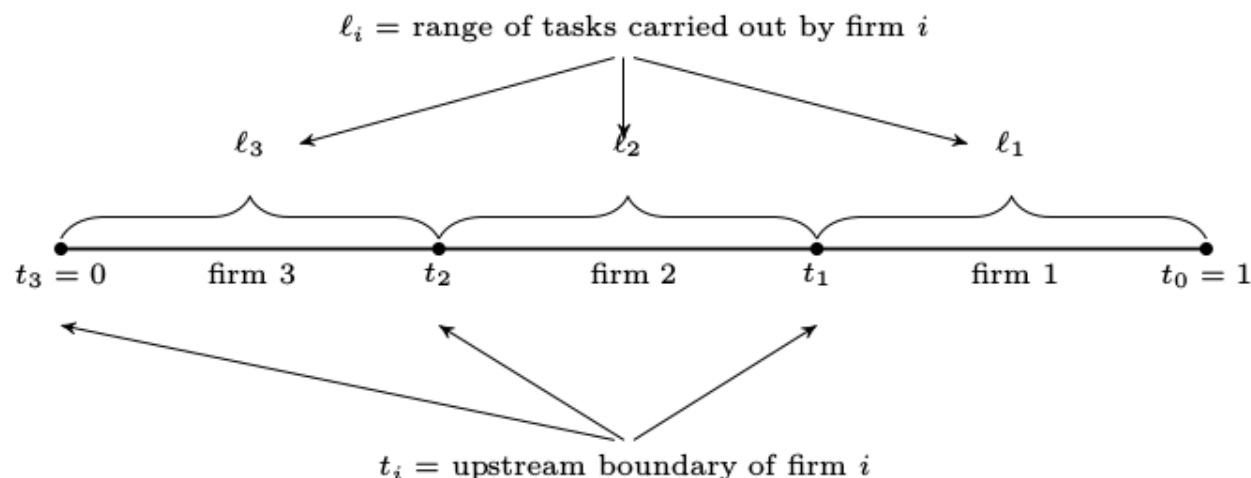 ℓ₁ = range of tasks carried out by firm i
ℓ₃ ℓ₂ ℓ₁
t₃ = 0 firm 3 t₂ firm 2 t₁ firm 1 t₀ = 1
tᵢ = upstream boundary of firm i